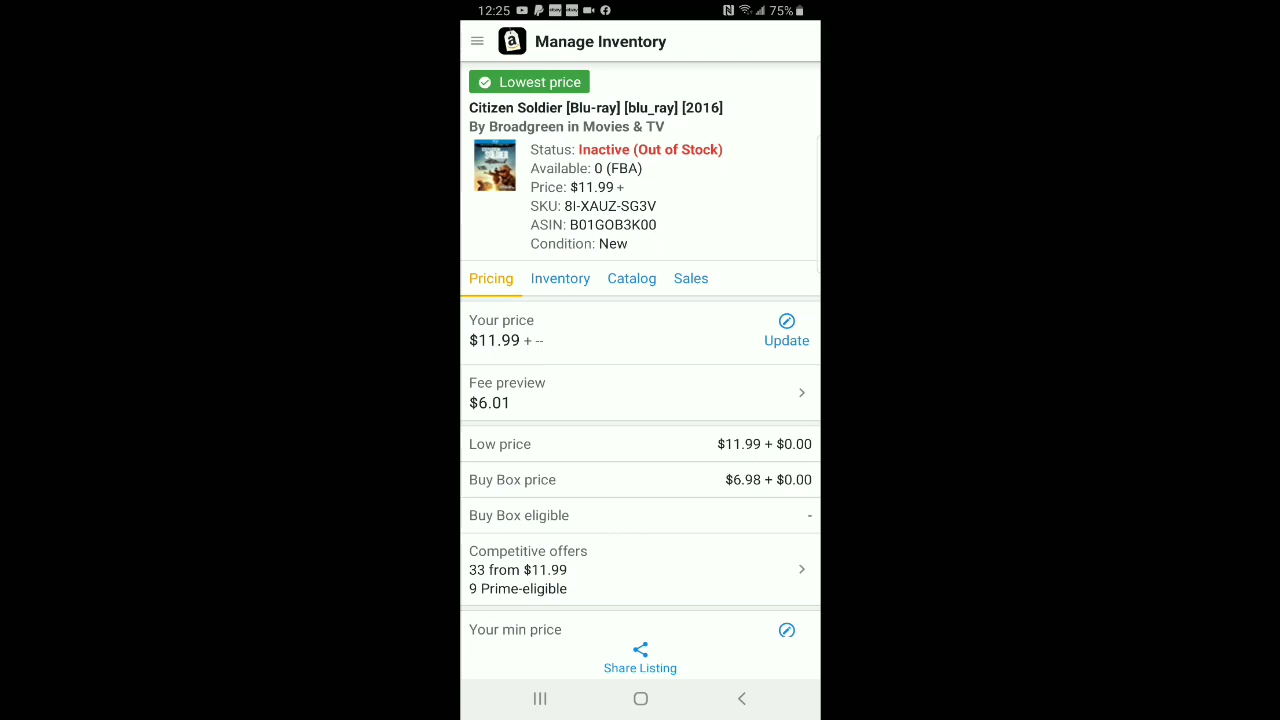 12:25 75%
Manage Inventory
Lowest price
Citizen Soldier [Blu-ray] [blu_ray] [2016]
By Broadgreen in Movies & TV
Status: Inactive (Out of Stock)
Available: 0 (FBA)
Price: $11.99 +
SKU: 8I-XAUZ-SG3V
ASIN: B01GOB3K00
Condition: New
Pricing Inventory Catalog Sales
Your price
$11.99 + --
Update
Fee preview
$6.01
Low price $11.99 + $0.00
Buy Box price $6.98 + $0.00
Buy Box eligible -
Competitive offers
33 from $11.99
9 Prime-eligible
Your min price
Share Listing